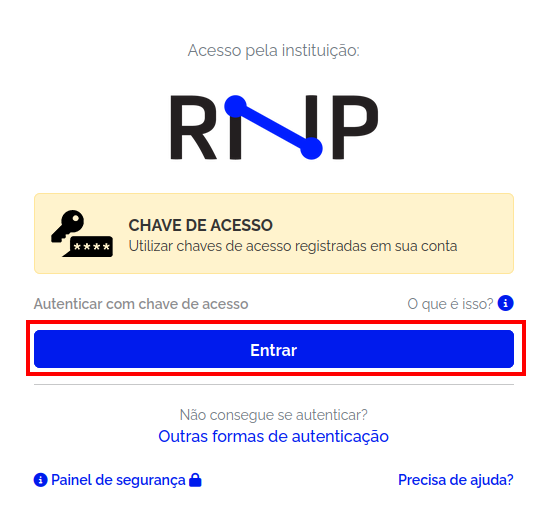 Acesso pela instituição:
RNP
CHAVE DE ACESSO
Utilizar chaves de acesso registradas em sua conta
****
Autenticar com chave de acesso
O que é isso?
Entrar
Não consegue se autenticar?
Outras formas de autenticação
Painel de segurança
Precisa de ajuda?